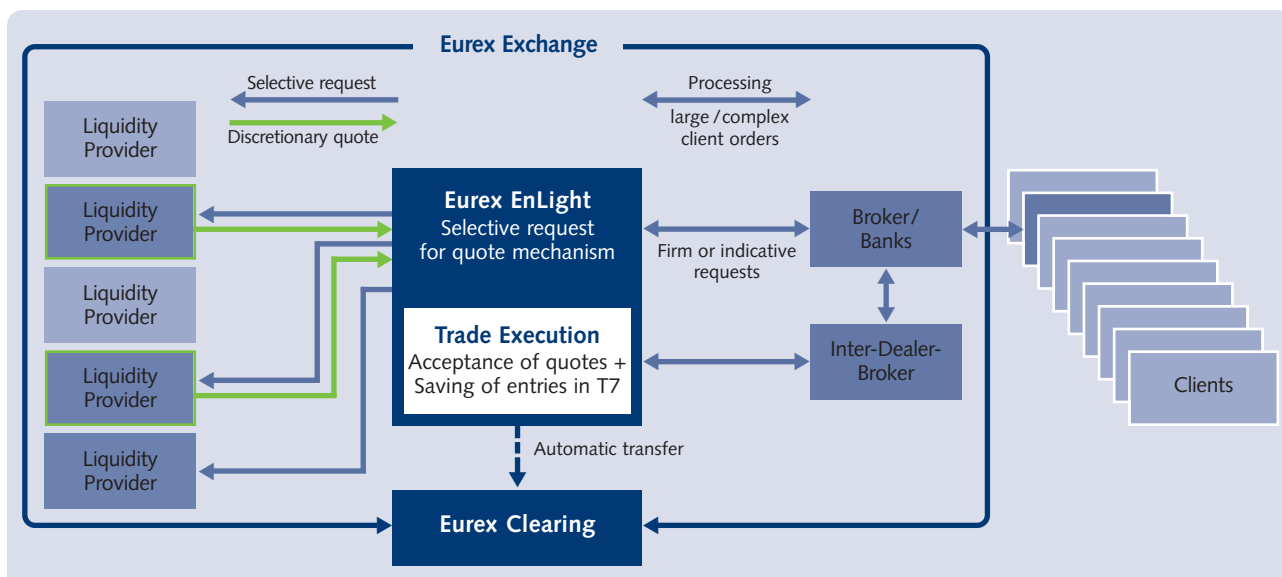 Eurex Exchange
Selective request
Discretionary quote
Processing
large/complex
client orders
Liquidity
Provider
Liquidity
Provider
Liquidity
Provider
Liquidity
Provider
Liquidity
Provider
Eurex EnLight
Selective request
for quote mechanism
Trade Execution
Acceptance of quotes +
Saving of entries in T7
Firm or indicative
requests
Broker/
Banks
Inter-Dealer-
Broker
Clients
Automatic transfer
Eurex Clearing